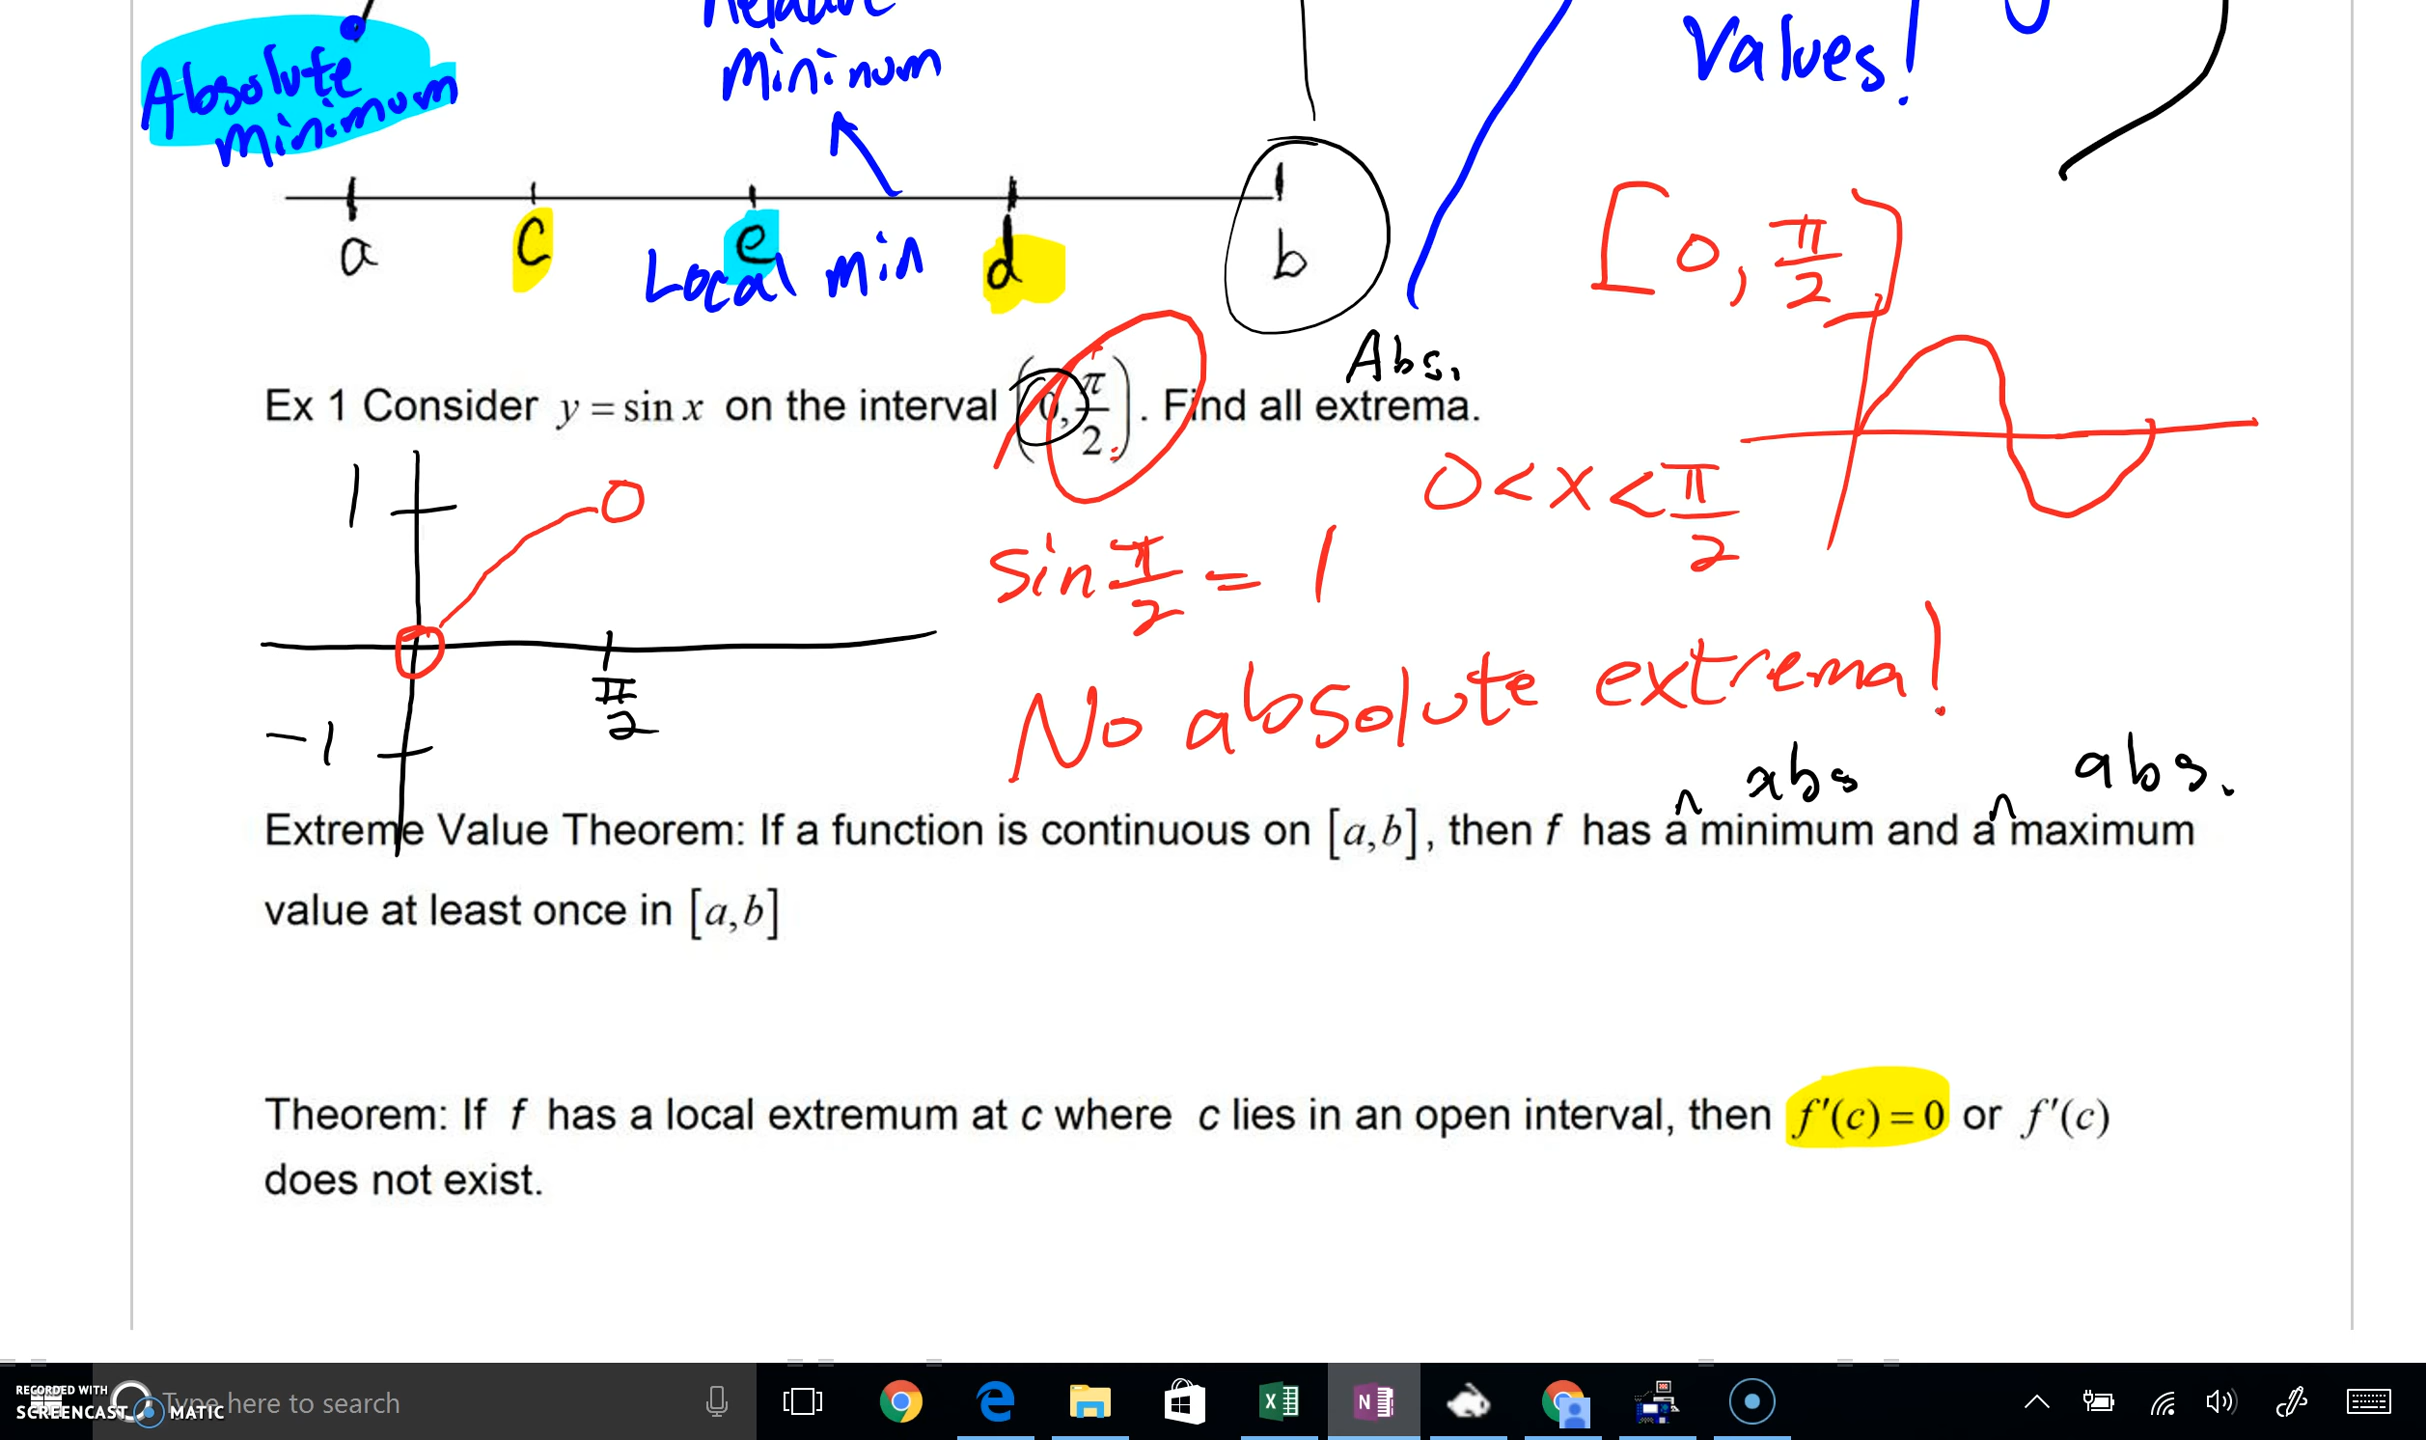 Relative
Minimum
Values!
Absolute
Minimum
a c e d b
Local min
[0, π/2]
Abs.
Ex 1 Consider y = sin x on the interval (0, π/2). Find all extrema.
1
0 < x < π/2
sin π/2 = 1
π/2
-1
No absolute extrema!
abs abs.
Extreme Value Theorem: If a function is continuous on [a,b], then f has a ^ minimum and a ^ maximum
value at least once in [a,b]
Theorem: If f has a local extremum at c where c lies in an open interval, then f'(c) = 0 or f'(c)
does not exist.
RECORDED WITH
SCREENCAST MATIC
Type here to search